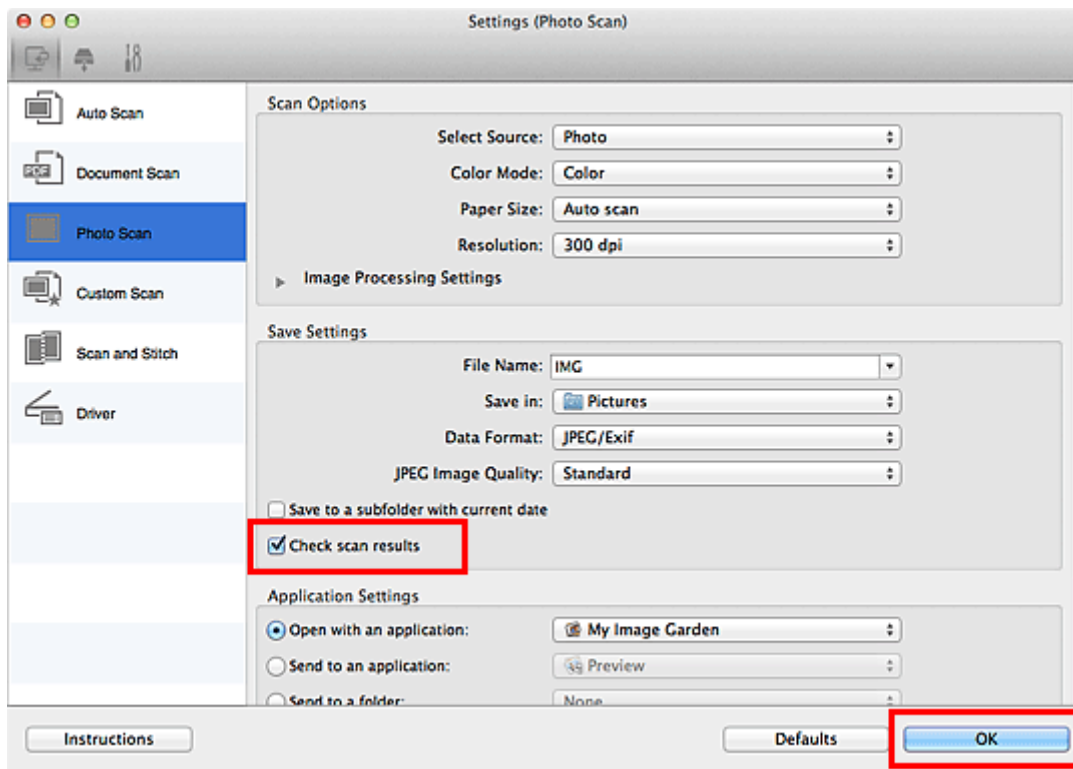 Settings (Photo Scan)
Auto Scan
PDF
Document Scan
Photo Scan
Custom Scan
Scan and Stitch
Driver
Scan Options
Select Source: Photo
Color Mode: Color
Paper Size: Auto scan
Resolution: 300 dpi
Image Processing Settings
Save Settings
File Name: IMG
Save in: Pictures
Data Format: JPEG/Exif
JPEG Image Quality: Standard
Save to a subfolder with current date
Check scan results
Application Settings
Open with an application: My Image Garden
Send to an application: Preview
Send to a folder: None
Instructions
Defaults
OK